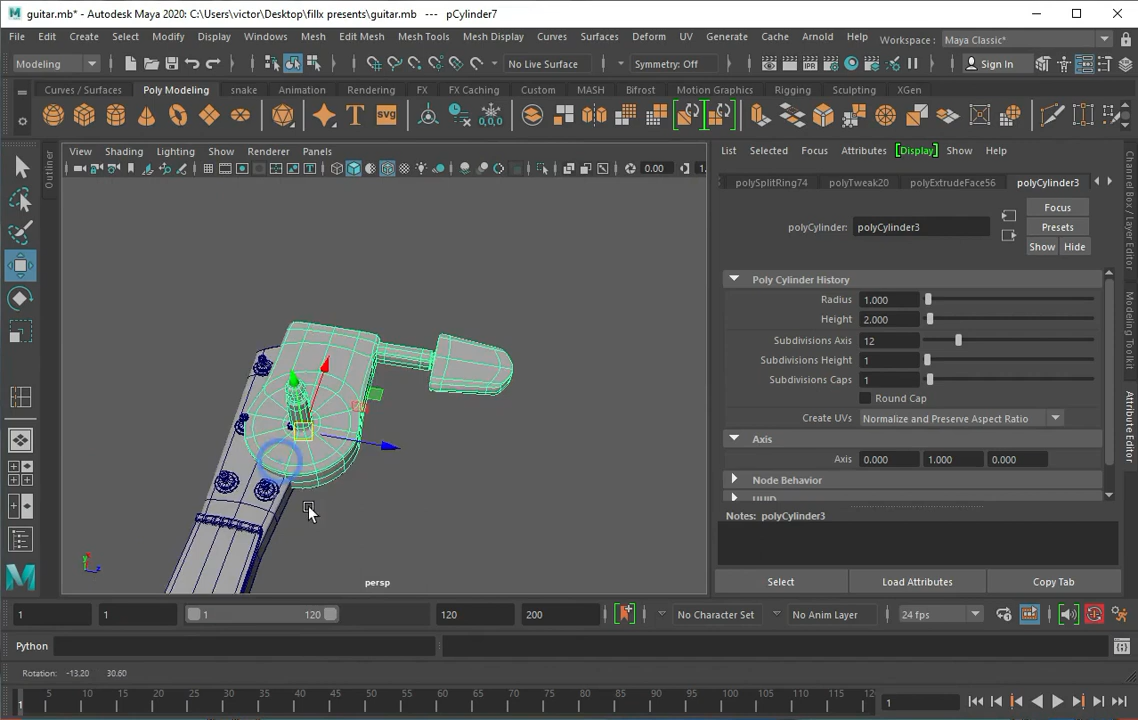 guitar.mb* - Autodesk Maya 2020: C:\Users\victor\Desktop\fillx presents\guitar.mb --- pCylinder7
File Edit Create Select Modify Display Windows Mesh Edit Mesh Mesh Tools Mesh Display Curves Surfaces Deform UV Generate Cache Arnold Help Workspace : Maya Classic*
Modeling No Live Surface Symmetry: Off Sign In
Curves / Surfaces Poly Modeling snake Animation Rendering FX FX Caching Custom MASH Bifrost Motion Graphics Rigging Sculpting XGen
T svg 0,0,0
View Shading Lighting Show Renderer Panels
0.00 1.
persp
Outliner
List Selected Focus Attributes Display Show Help
polySplitRing74 polyTweak20 polyExtrudeFace56 polyCylinder3
Focus
polyCylinder: polyCylinder3 Presets
Show Hide
Poly Cylinder History
Radius 1.000
Height 2.000
Subdivisions Axis 12
Subdivisions Height 1
Subdivisions Caps 1
Round Cap
Create UVs Normalize and Preserve Aspect Ratio
Axis
Axis 0.000 1.000 0.000
Node Behavior
UUID
Notes: polyCylinder3
Select Load Attributes Copy Tab
Channel Box / Layer Editor
Modeling Toolkit
Attribute Editor
1 1 1 120 120 200 No Character Set No Anim Layer 24 fps
Python
Rotation: -13.20 30.60
1 5 10 15 20 25 30 35 40 45 50 55 60 65 70 75 80 85 90 95 100 105 110 115 12 1